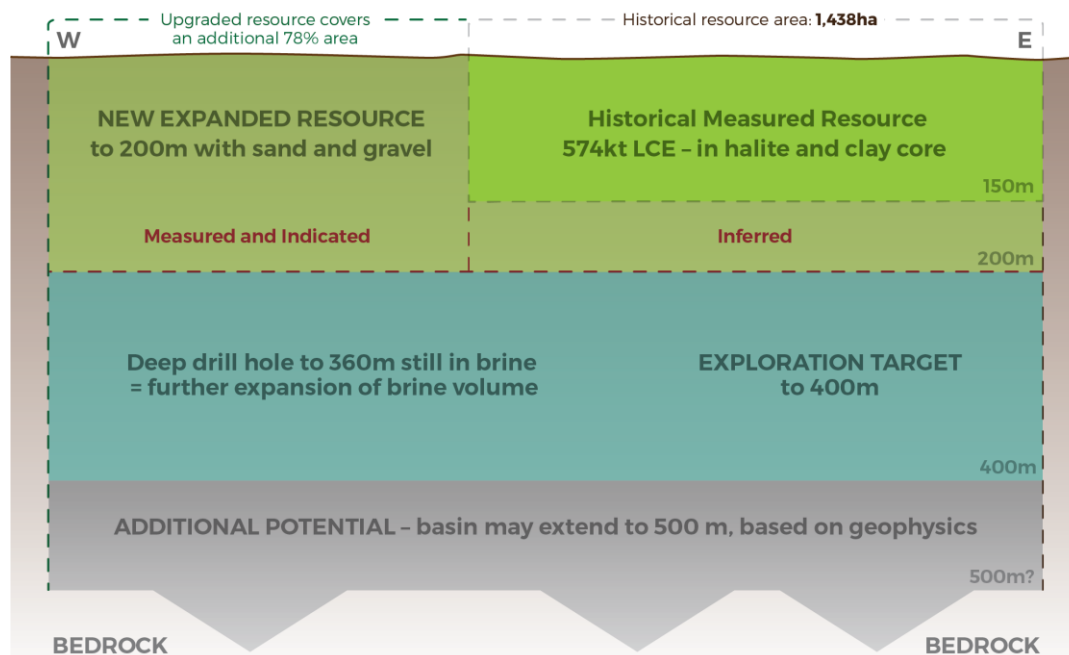 Upgraded resource covers
an additional 78% area
Historical resource area: 1,438ha
W
E
NEW EXPANDED RESOURCE
to 200m with sand and gravel
Historical Measured Resource
574kt LCE – in halite and clay core
150m
Measured and Indicated
Inferred
200m
Deep drill hole to 360m still in brine
= further expansion of brine volume
EXPLORATION TARGET
to 400m
400m
ADDITIONAL POTENTIAL – basin may extend to 500 m, based on geophysics
500m?
BEDROCK
BEDROCK